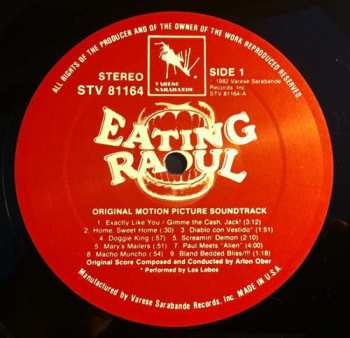 ALL RIGHTS OF THE PRODUCER AND OF THE OWNER OF THE WORK REPRODUCED RESERVED.
STEREO
STV 81164
VARESE
SARABANDE
SIDE 1
℗ 1982 Varese Sarabande
Records Inc.
STV 81164-A
EATING
RAOUL
ORIGINAL MOTION PICTURE SOUNDTRACK
1. Exactly Like You / Gimme the Cash, Jack! (3:12)
2. Home, Sweet Home (:30) 3. Diablo con Vestido* (1:51)
4. Doggie King (:57) 5. Screamin' Demon (2:10)
5. Mary's Mailers (:10) 7. Paul Meets "Alien" (4:00)
8. Macho Muncho (:54) 9. Bland Bedded Bliss!!! (1:18)
Original Score Composed and Conducted by Arlon Ober
* Performed by Los Lobos
Manufactured by Varese Sarabande Records, Inc. MADE IN U.S.A.